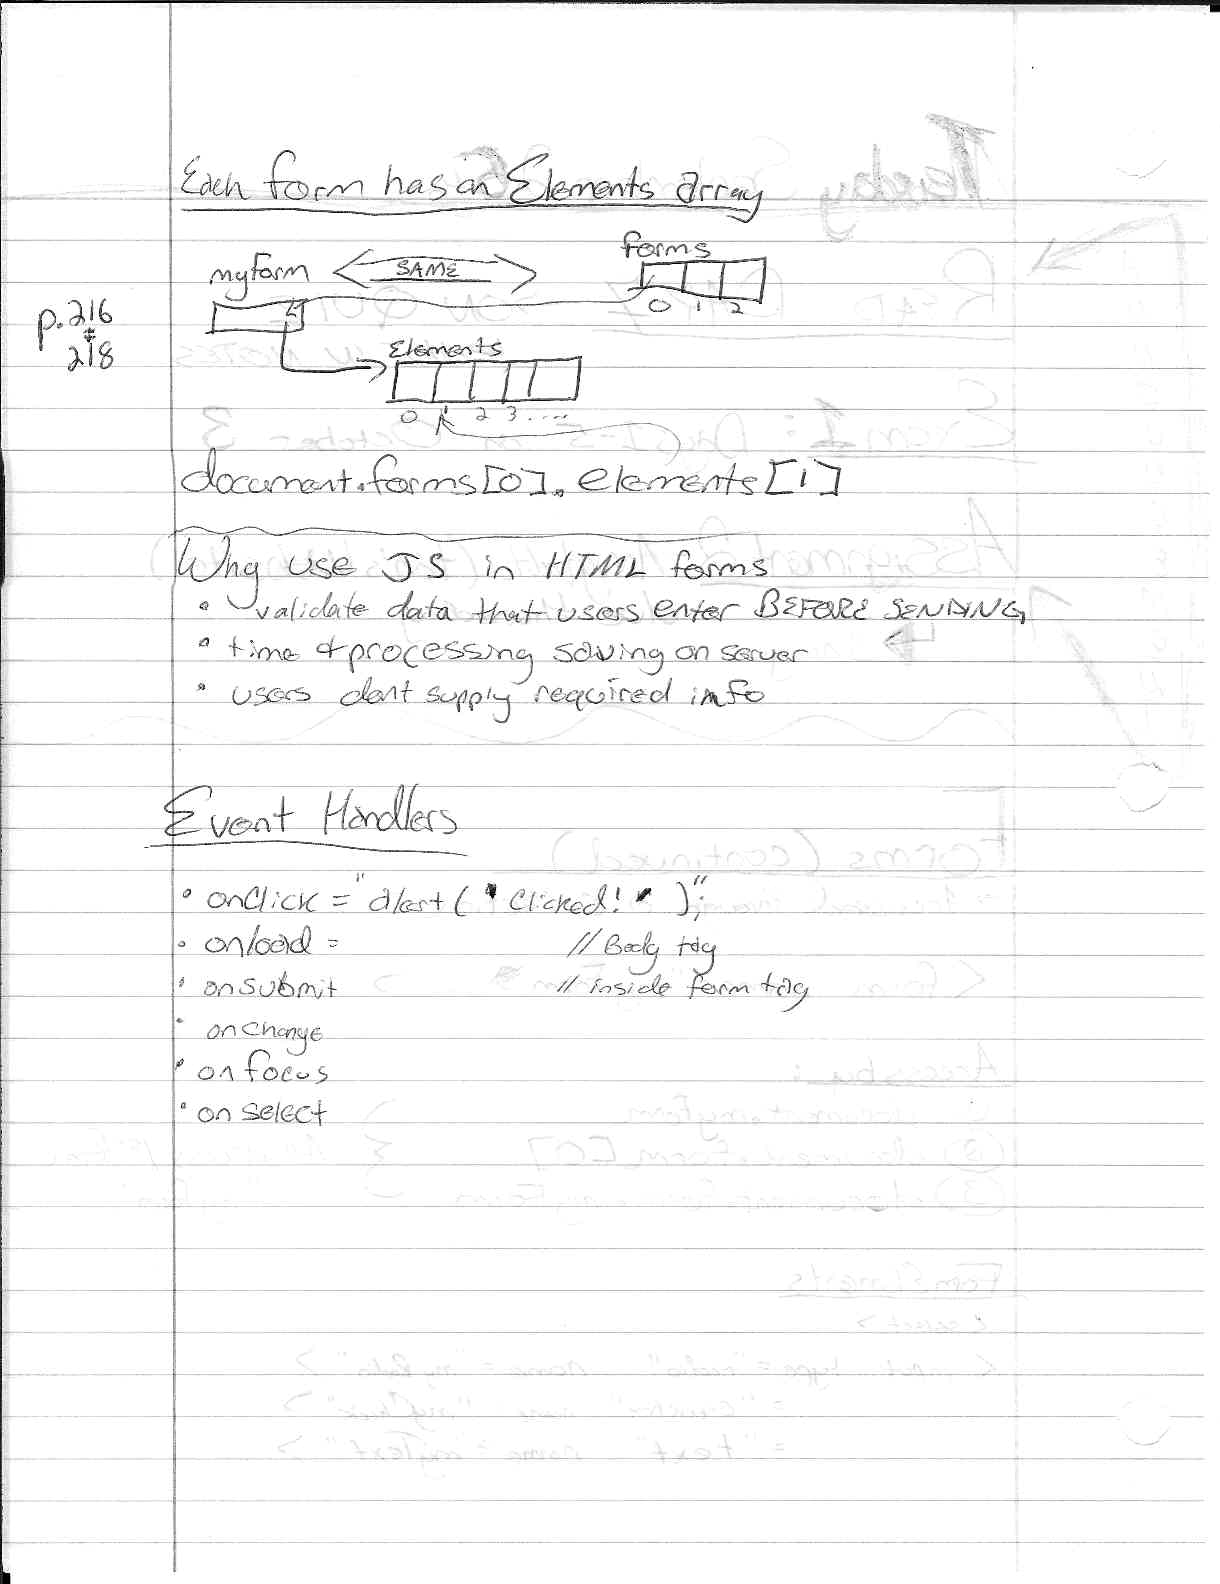 Each form has an Elements array
forms
myform SAME
0 1 2
p. 216
&
218
Elements
0 1 2 3 ....
document.forms[0].elements[1]
Why use JS in HTML forms
• validate data that users enter BEFORE SENDING
• time & processing saving on server
• users dont supply required info
Event Handlers
• onClick = "alert(' Clicked! ');"
• onload = // Body tag
• onSubmit // inside form tag
• onChange
• onfocus
• onselect